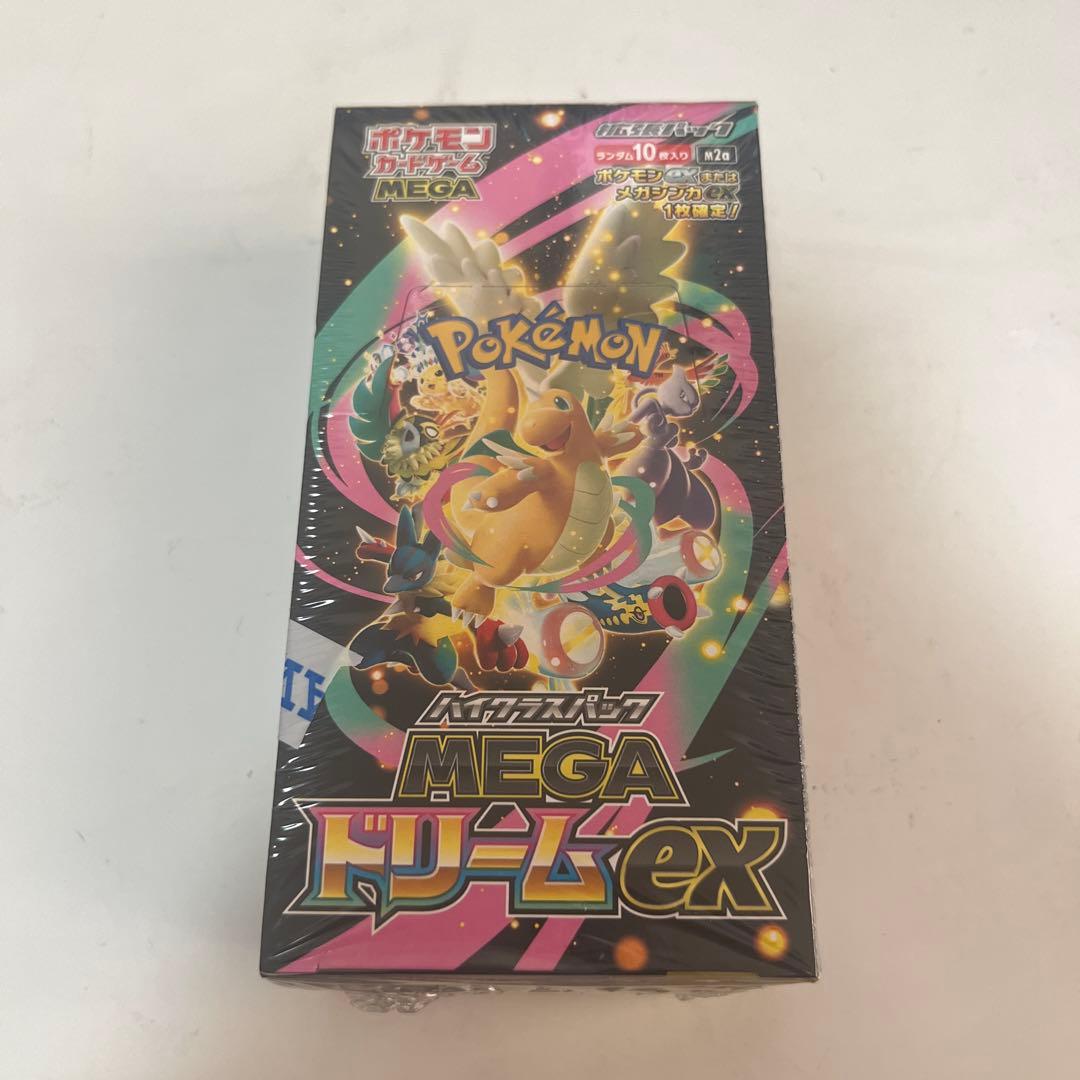 ポケモン
カードゲーム
MEGA
拡張パック
ランダム10枚入り M2a
ポケモンexまたは
メガシンカex
1枚確定!
POKéMON
ハイクラスパック
MEGA
ドリームex